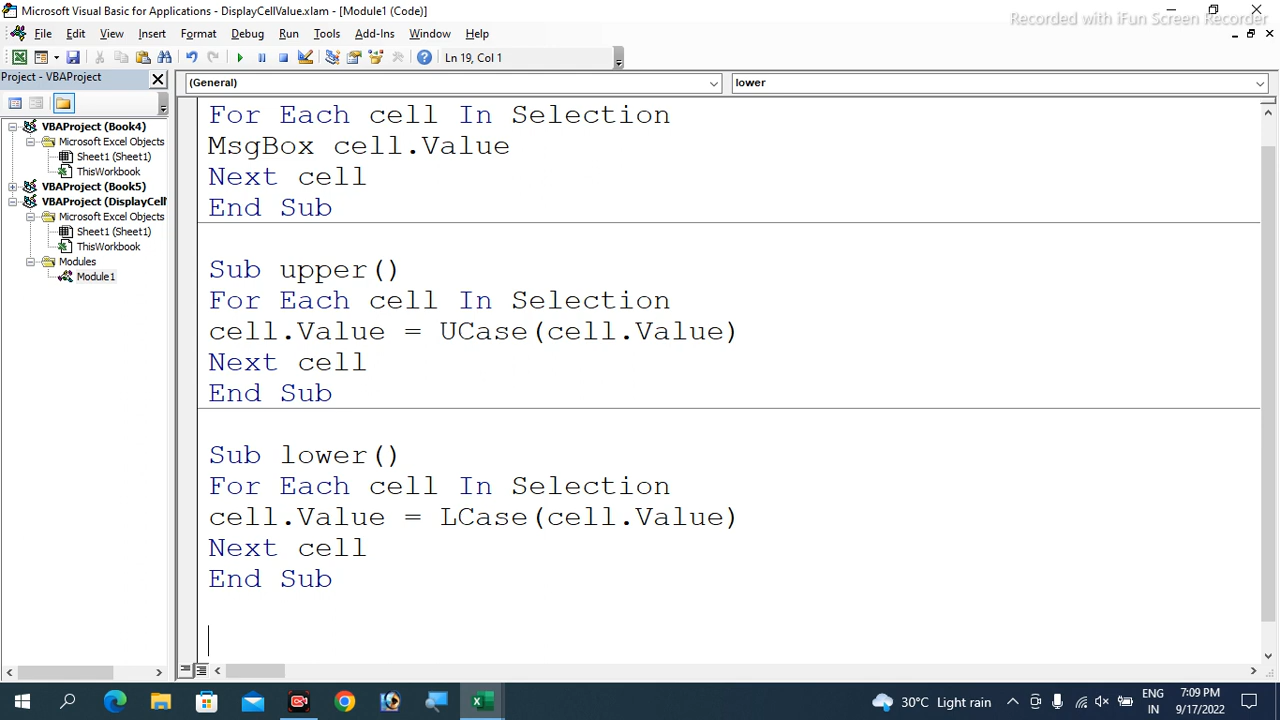 Microsoft Visual Basic for Applications - DisplayCellValue.xlam - [Module1 (Code)]
Recorded with iFun Screen Recorder
File Edit View Insert Format Debug Run Tools Add-Ins Window Help
Ln 19, Col 1
Project - VBAProject
(General)
lower
VBAProject (Book4)
Microsoft Excel Objects
Sheet1 (Sheet1)
ThisWorkbook
VBAProject (Book5)
VBAProject (DisplayCell
Microsoft Excel Objects
Sheet1 (Sheet1)
ThisWorkbook
Modules
Module1
For Each cell In Selection
MsgBox cell.Value
Next cell
End Sub
Sub upper()
For Each cell In Selection
cell.Value = UCase(cell.Value)
Next cell
End Sub
Sub lower()
For Each cell In Selection
cell.Value = LCase(cell.Value)
Next cell
End Sub
30°C Light rain
ENG
IN
7:09 PM
9/17/2022